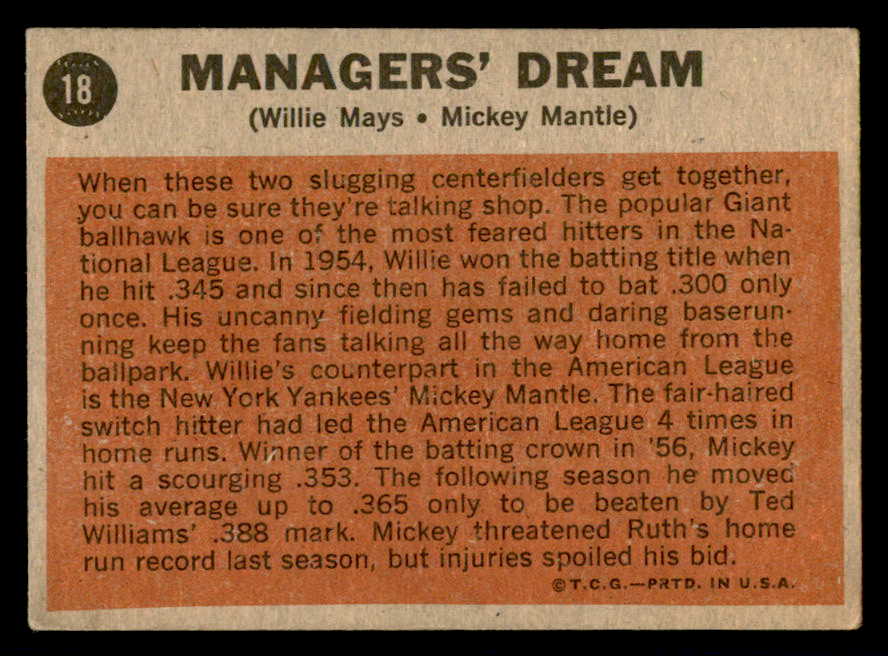 18
MANAGERS' DREAM
(Willie Mays • Mickey Mantle)
When these two slugging centerfielders get together,
you can be sure they're talking shop. The popular Giant
ballhawk is one of the most feared hitters in the Na-
tional League. In 1954, Willie won the batting title when
he hit .345 and since then has failed to bat .300 only
once. His uncanny fielding gems and daring baserun-
ning keep the fans talking all the way home from the
ballpark. Willie's counterpart in the American League
is the New York Yankees' Mickey Mantle. The fair-haired
switch hitter had led the American League 4 times in
home runs. Winner of the batting crown in '56, Mickey
hit a scourging .353. The following season he moved
his average up to .365 only to be beaten by Ted
Williams' .388 mark. Mickey threatened Ruth's home
run record last season, but injuries spoiled his bid.
©T.C.G.—PRTD. IN U.S.A.